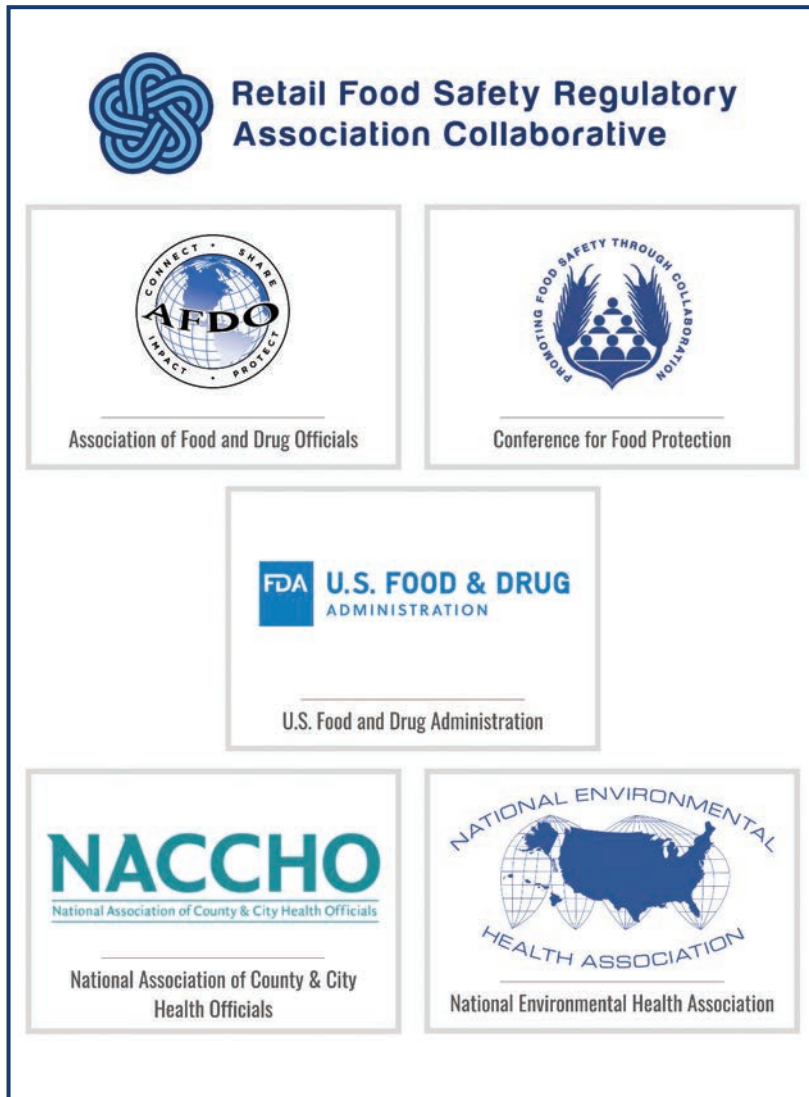 Retail Food Safety Regulatory
Association Collaborative
CONNECT • SHARE
AFDO
IMPACT • PROTECT
Association of Food and Drug Officials
PROMOTING FOOD SAFETY THROUGH COLLABORATION
Conference for Food Protection
FDA U.S. FOOD & DRUG
ADMINISTRATION
U.S. Food and Drug Administration
NACCHO
National Association of County & City Health Officials
National Association of County & City
Health Officials
NATIONAL ENVIRONMENTAL
HEALTH ASSOCIATION
National Environmental Health Association